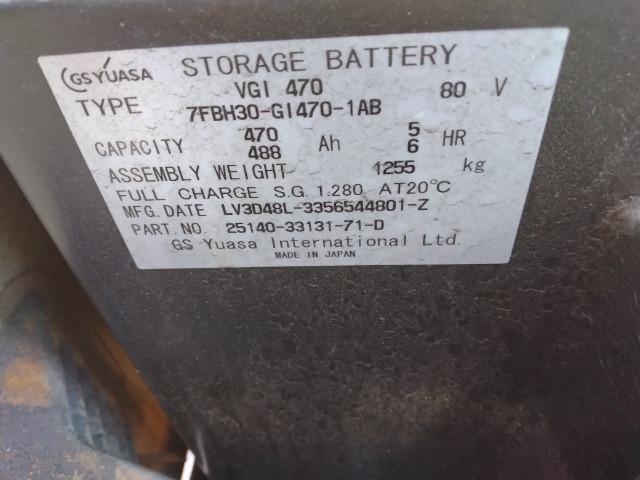 GS YUASA STORAGE BATTERY
TYPE VGI 470 80 V
7FBH30-GI470-1AB
CAPACITY 470 Ah 5 HR
488 6
ASSEMBLY WEIGHT 1255 kg
FULL CHARGE S.G. 1.280 AT20°C
MFG.DATE LV3D48L-3356544801-Z
PART.NO. 25140-33131-71-D
GS Yuasa International Ltd.
MADE IN JAPAN